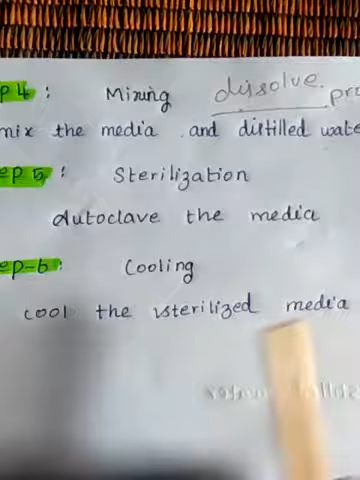 p 4 : Mixing dissolve. pro
mix the media and distilled wate
ep 5 : Sterilization
Autoclave the media
ep-6: Cooling
cool the sterilized media